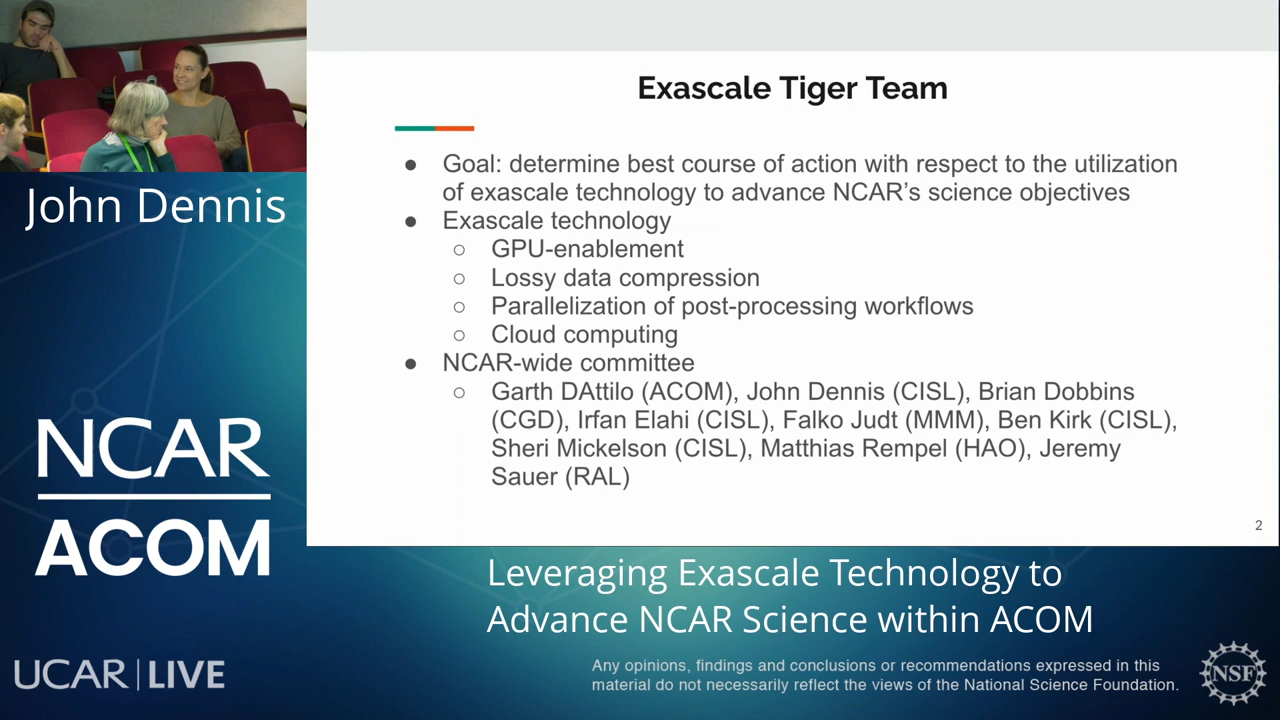 Exascale Tiger Team
● Goal: determine best course of action with respect to the utilization
of exascale technology to advance NCAR’s science objectives
● Exascale technology
○ GPU-enablement
○ Lossy data compression
○ Parallelization of post-processing workflows
○ Cloud computing
● NCAR-wide committee
○ Garth DAttilo (ACOM), John Dennis (CISL), Brian Dobbins
(CGD), Irfan Elahi (CISL), Falko Judt (MMM), Ben Kirk (CISL),
Sheri Mickelson (CISL), Matthias Rempel (HAO), Jeremy
Sauer (RAL)
2
John Dennis
NCAR
ACOM
Leveraging Exascale Technology to
Advance NCAR Science within ACOM
UCAR | LIVE
Any opinions, findings and conclusions or recommendations expressed in this
material do not necessarily reflect the views of the National Science Foundation.
NSF